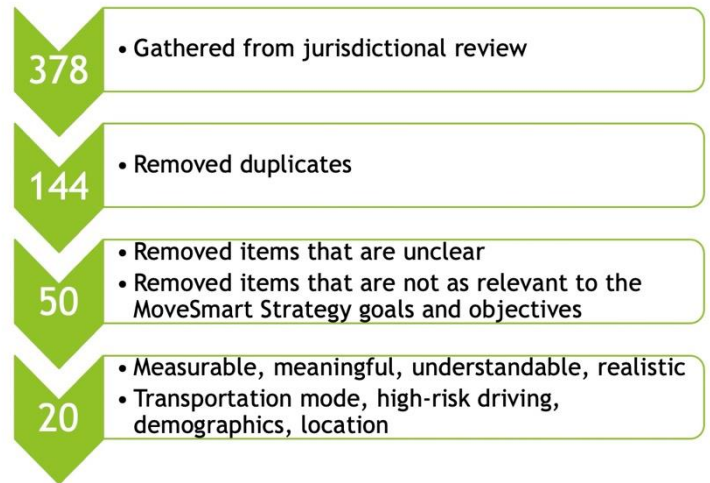 378
• Gathered from jurisdictional review
144
• Removed duplicates
50
• Removed items that are unclear
• Removed items that are not as relevant to the
MoveSmart Strategy goals and objectives
20
• Measurable, meaningful, understandable, realistic
• Transportation mode, high-risk driving,
demographics, location